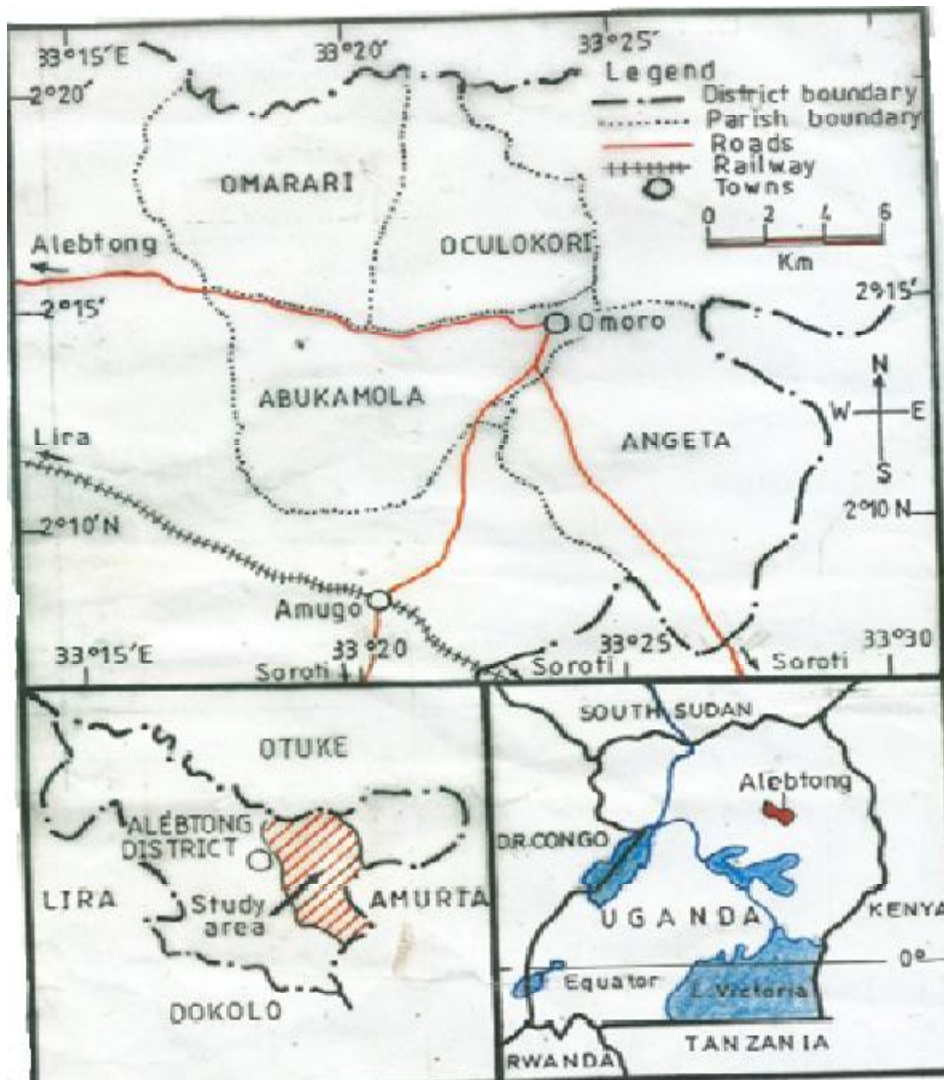 33°15'E
33°20'
33°25'
2°20'
Legend
District boundary
Parish boundary
Roads
Railway
Towns
0 2 4 6
Km
OMARARI
OCULOKORI
Alebtong
2°15'
2°15'
Omoro
ABUKAMOLA
ANGETA
N
W E
S
Lira
2°10'N
2°10N
Amugo
33°15'E
33°20
33°25
33°30
Soroti
Soroti
Soroti
OTUKE
ALEBTONG
DISTRICT
LIRA
Study
area
AMURIA
DOKOLO
SOUTH SUDAN
Alebtong
DR.CONGO
UGANDA
KENYA
0°
Equator
L.Victoria
RWANDA
TANZANIA